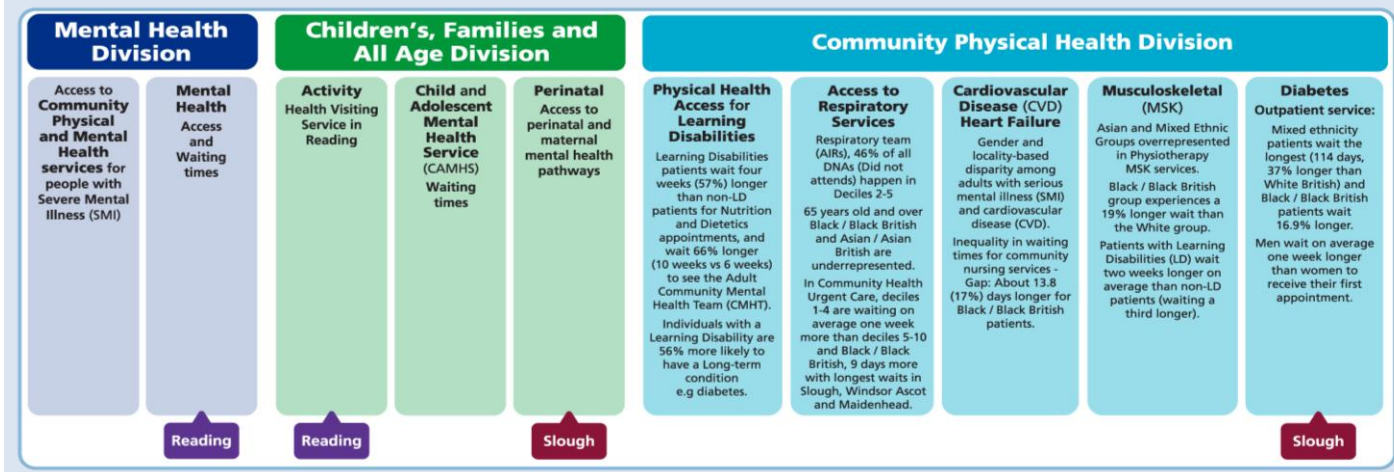 Mental Health
Division
Access to
Community
Physical
and Mental
Health
services for
people with
Severe Mental
Illness (SMI)
Mental
Health
Access
and
Waiting
times
Reading
Children's, Families and
All Age Division
Activity
Health Visiting
Service in
Reading
Reading
Child and
Adolescent
Mental
Health
Service
(CAMHS)
Waiting
times
Perinatal
Access to
perinatal and
maternal
mental health
pathways
Slough
Community Physical Health Division
Physical Health
Access for
Learning
Disabilities
Learning Disabilities
patients wait four
weeks (57%) longer
than non-LD
patients for Nutrition
and Dietetics
appointments, and
wait 66% longer
(10 weeks vs 6 weeks)
to see the Adult
Community Mental
Health Team (CMHT).
Individuals with a
Learning Disability are
56% more likely to
have a Long-term
condition
e.g diabetes.
Access to
Respiratory
Services
Respiratory team
(AIRs), 46% of all
DNAs (Did not
attends) happen in
Deciles 2-5
65 years old and over
Black / Black British
and Asian / Asian
British are
underrepresented.
In Community Health
Urgent Care, deciles
1-4 are waiting on
average one week
more than deciles 5-10
and Black / Black
British, 9 days more
with longest waits in
Slough, Windsor Ascot
and Maidenhead.
Cardiovascular
Disease (CVD)
Heart Failure
Gender and
locality-based
disparity among
adults with serious
mental illness (SMI)
and cardiovascular
disease (CVD).
Inequality in waiting
times for community
nursing services -
Gap: About 13.8
(17%) days longer for
Black / Black British
patients.
Musculoskeletal
(MSK)
Asian and Mixed Ethnic
Groups overrepresented
in Physiotherapy
MSK services.
Black / Black British
group experiences a
19% longer wait than
the White group.
Patients with Learning
Disabilities (LD) wait
two weeks longer on
average than non-LD
patients (waiting a
third longer).
Diabetes
Outpatient service:
Mixed ethnicity
patients wait the
longest (114 days,
37% longer than
White British) and
Black / Black British
patients wait
16.9% longer.
Men wait on average
one week longer
than women to
receive their first
appointment.
Slough